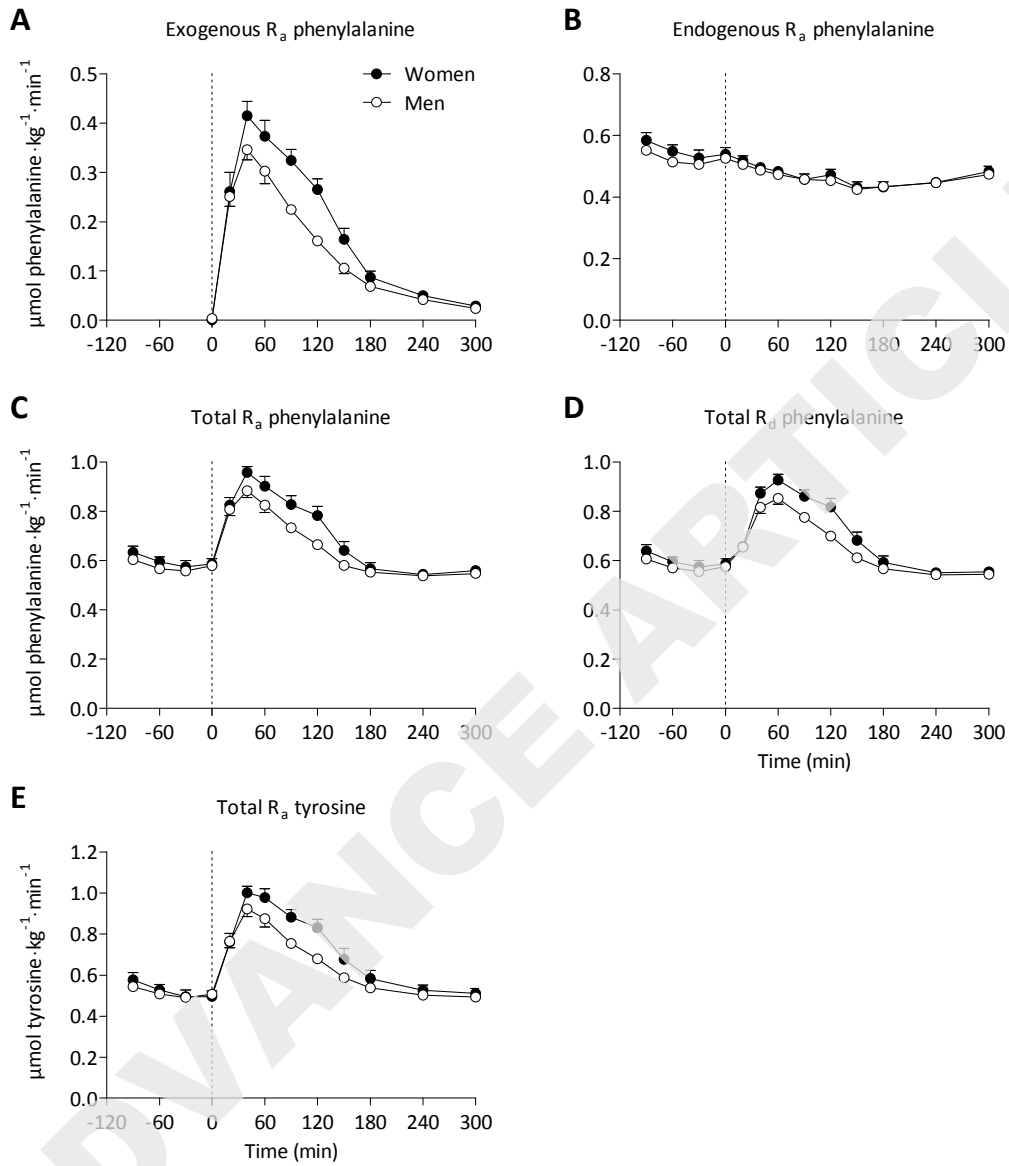 A
Exogenous Rₐ phenylalanine
µmol phenylalanine·kg⁻¹·min⁻¹
0.5
0.4
0.3
0.2
0.1
0.0
-120 -60 0 60 120 180 240 300
Women
Men
B
Endogenous Rₐ phenylalanine
0.8
0.6
0.4
0.2
0.0
-120 -60 0 60 120 180 240 300
C
Total Rₐ phenylalanine
µmol phenylalanine·kg⁻¹·min⁻¹
1.0
0.8
0.6
0.4
0.2
0.0
-120 -60 0 60 120 180 240 300
D
Total R_d phenylalanine
1.0
0.8
0.6
0.4
0.2
0.0
-120 -60 0 60 120 180 240 300
Time (min)
E
Total Rₐ tyrosine
µmol tyrosine·kg⁻¹·min⁻¹
1.2
1.0
0.8
0.6
0.4
0.2
0.0
-120 -60 0 60 120 180 240 300
Time (min)
DVANCE ARTICL